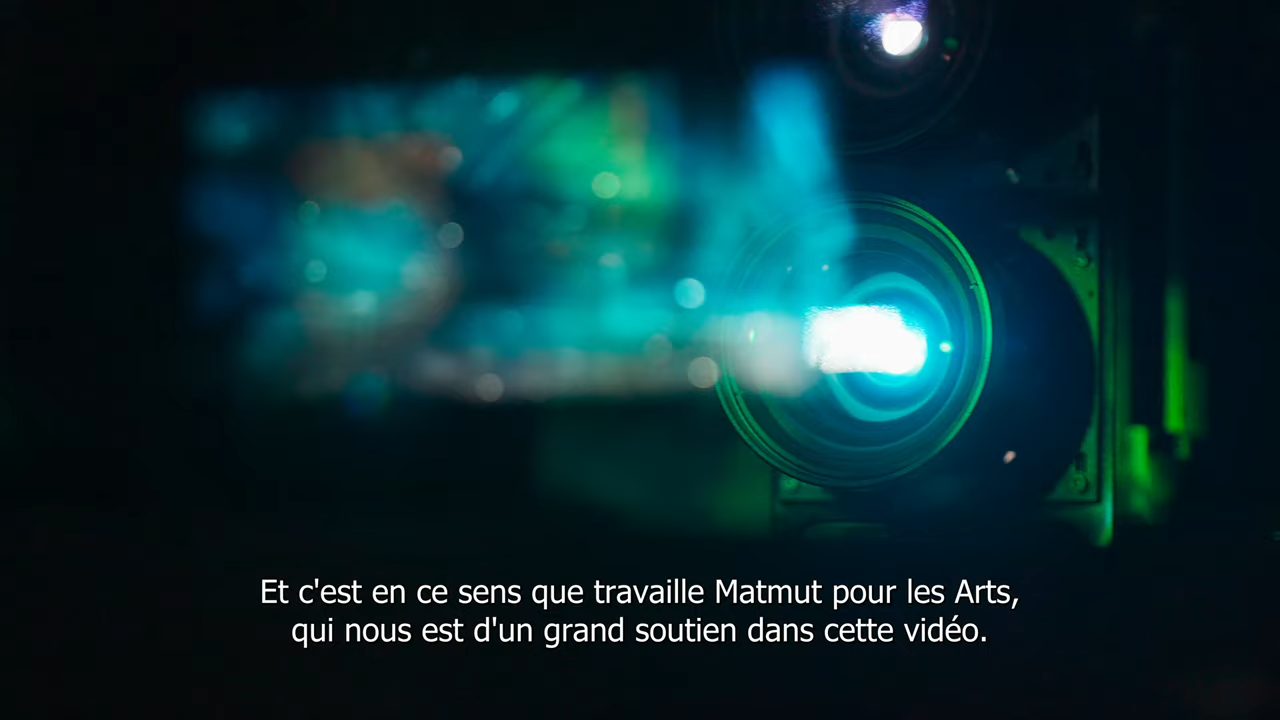 Et c'est en ce sens que travaille Matmut pour les Arts,
qui nous est d'un grand soutien dans cette vidéo.